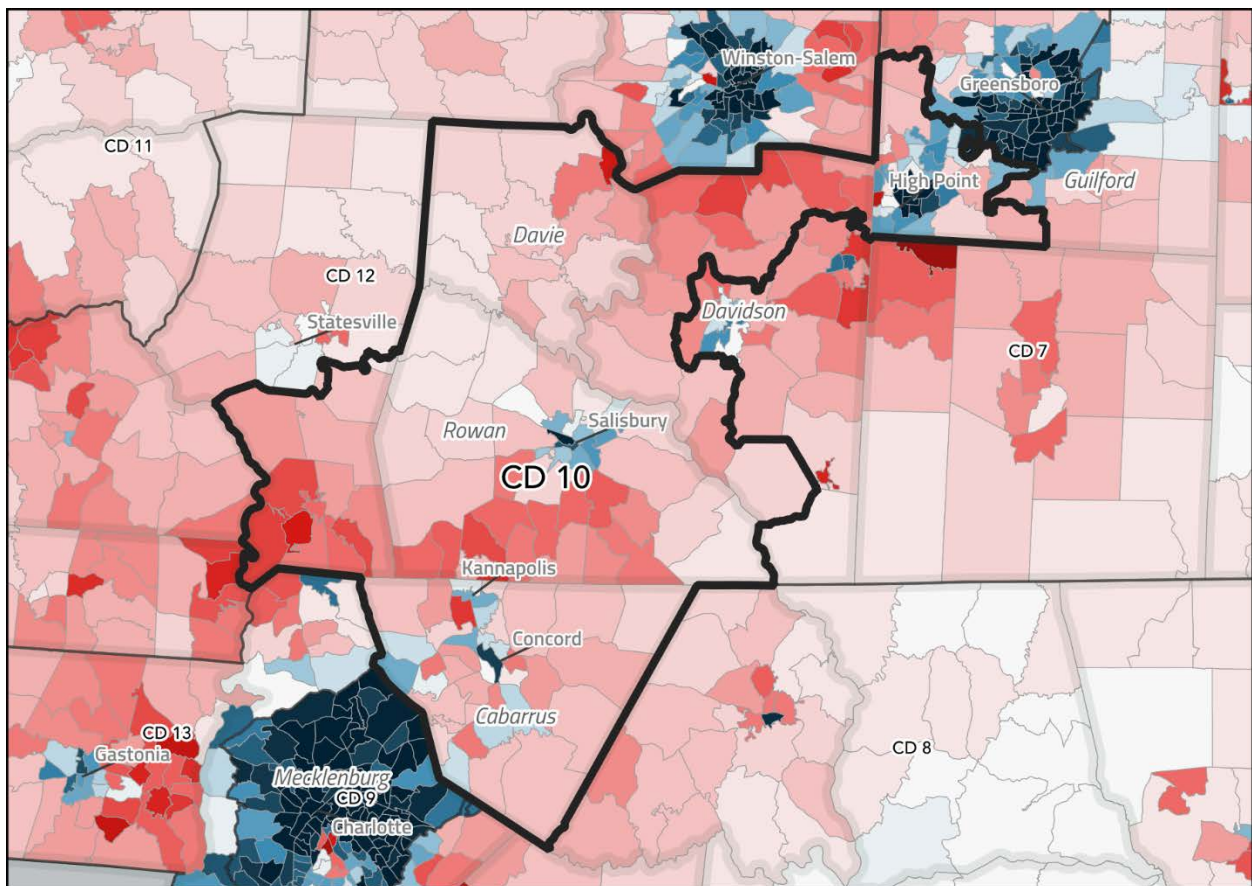 Winston-Salem
Greensboro
CD 11
High Point
Guilford
Davie
CD 12
Davidson
Statesville
CD 7
Salisbury
Rowan
CD 10
Kannapolis
Concord
Cabarrus
CD 13
CD 8
Gastonia
Mecklenburg
CD 9
Charlotte